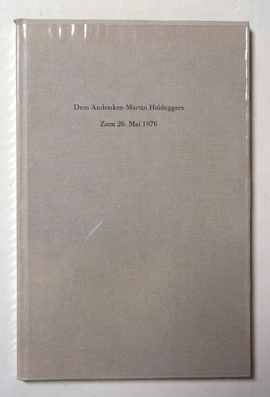 Dem Andenken Martin Heideggers
Zum 26. Mai 1976